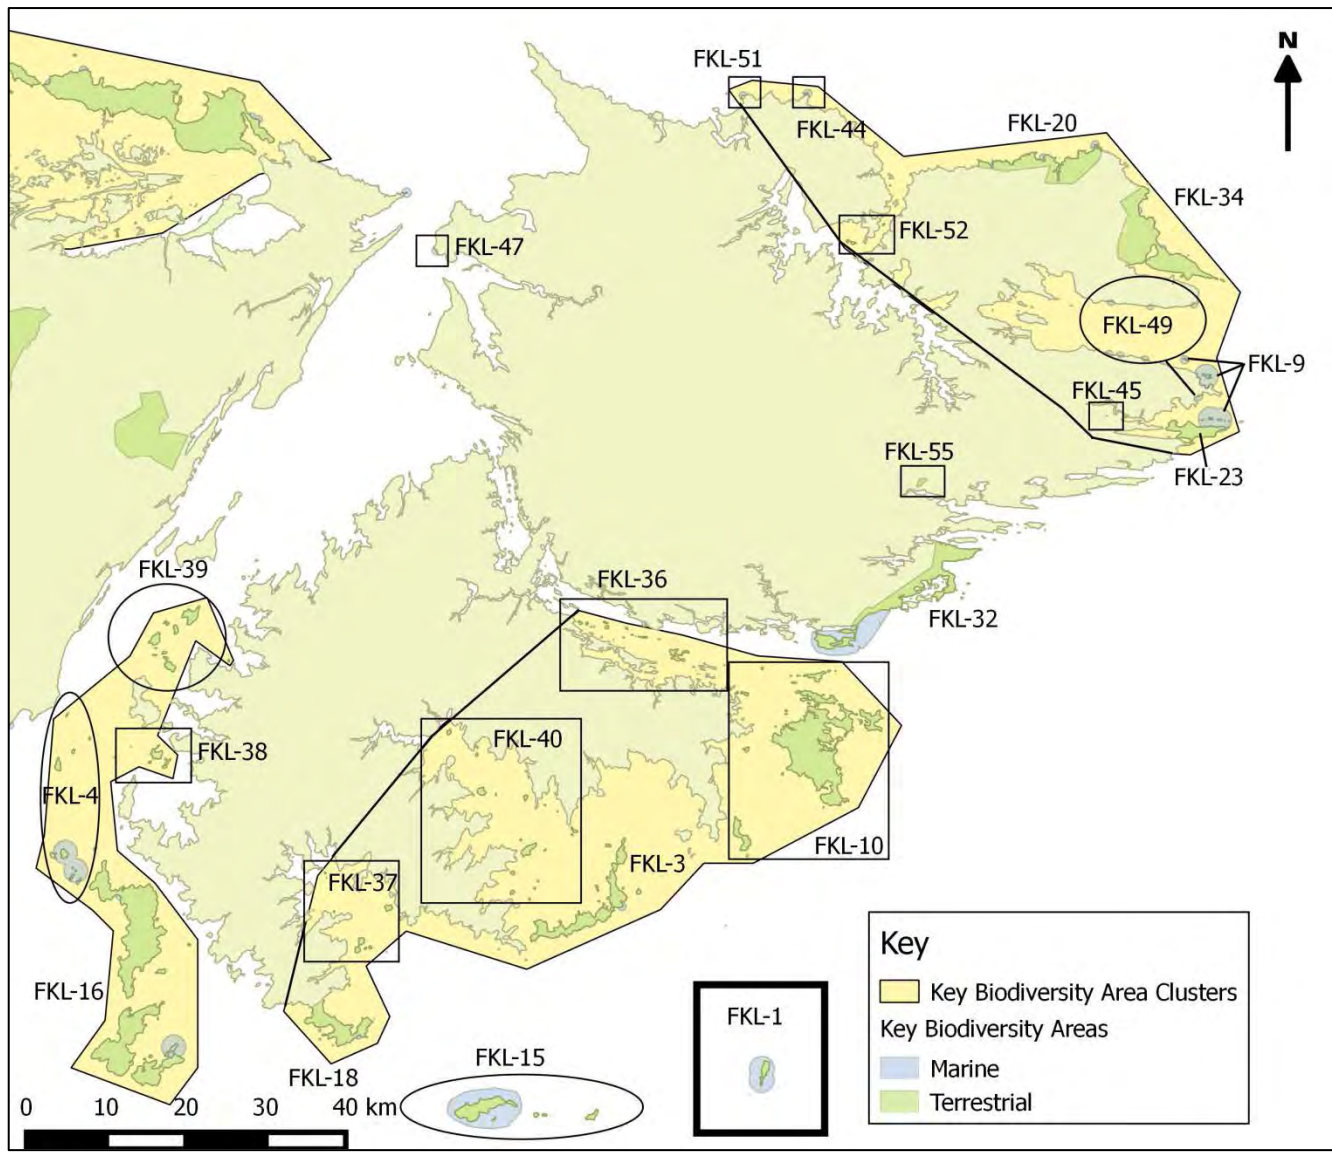 N
FKL-51
FKL-44
FKL-20
FKL-34
FKL-47
FKL-52
FKL-49
FKL-9
FKL-45
FKL-55
FKL-23
FKL-39
FKL-36
FKL-32
FKL-38
FKL-40
FKL-4
FKL-10
FKL-3
FKL-37
FKL-16
FKL-1
FKL-15
FKL-18
0 10 20 30 40 km
Key
Key Biodiversity Area Clusters
Key Biodiversity Areas
Marine
Terrestrial